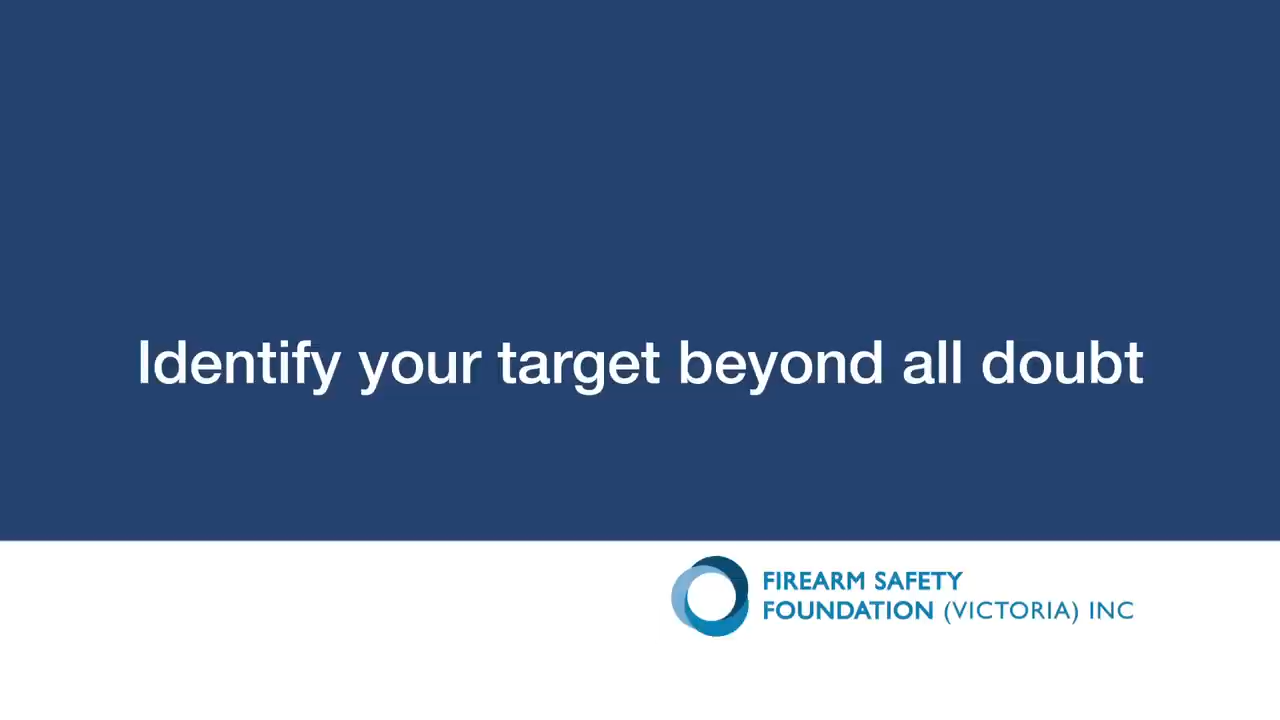 Identify your target beyond all doubt
FIREARM SAFETY
FOUNDATION (VICTORIA) INC